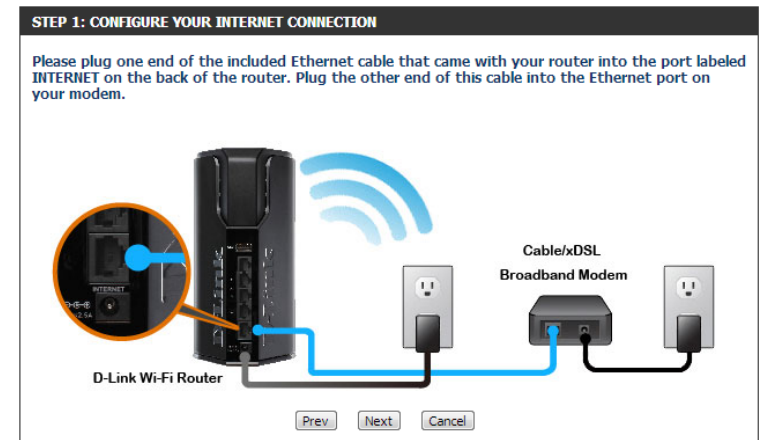 STEP 1: CONFIGURE YOUR INTERNET CONNECTION
Please plug one end of the included Ethernet cable that came with your router into the port labeled
INTERNET on the back of the router. Plug the other end of this cable into the Ethernet port on
your modem.
INTERNET
Cable/xDSL
Broadband Modem
D-Link Wi-Fi Router
Prev Next Cancel